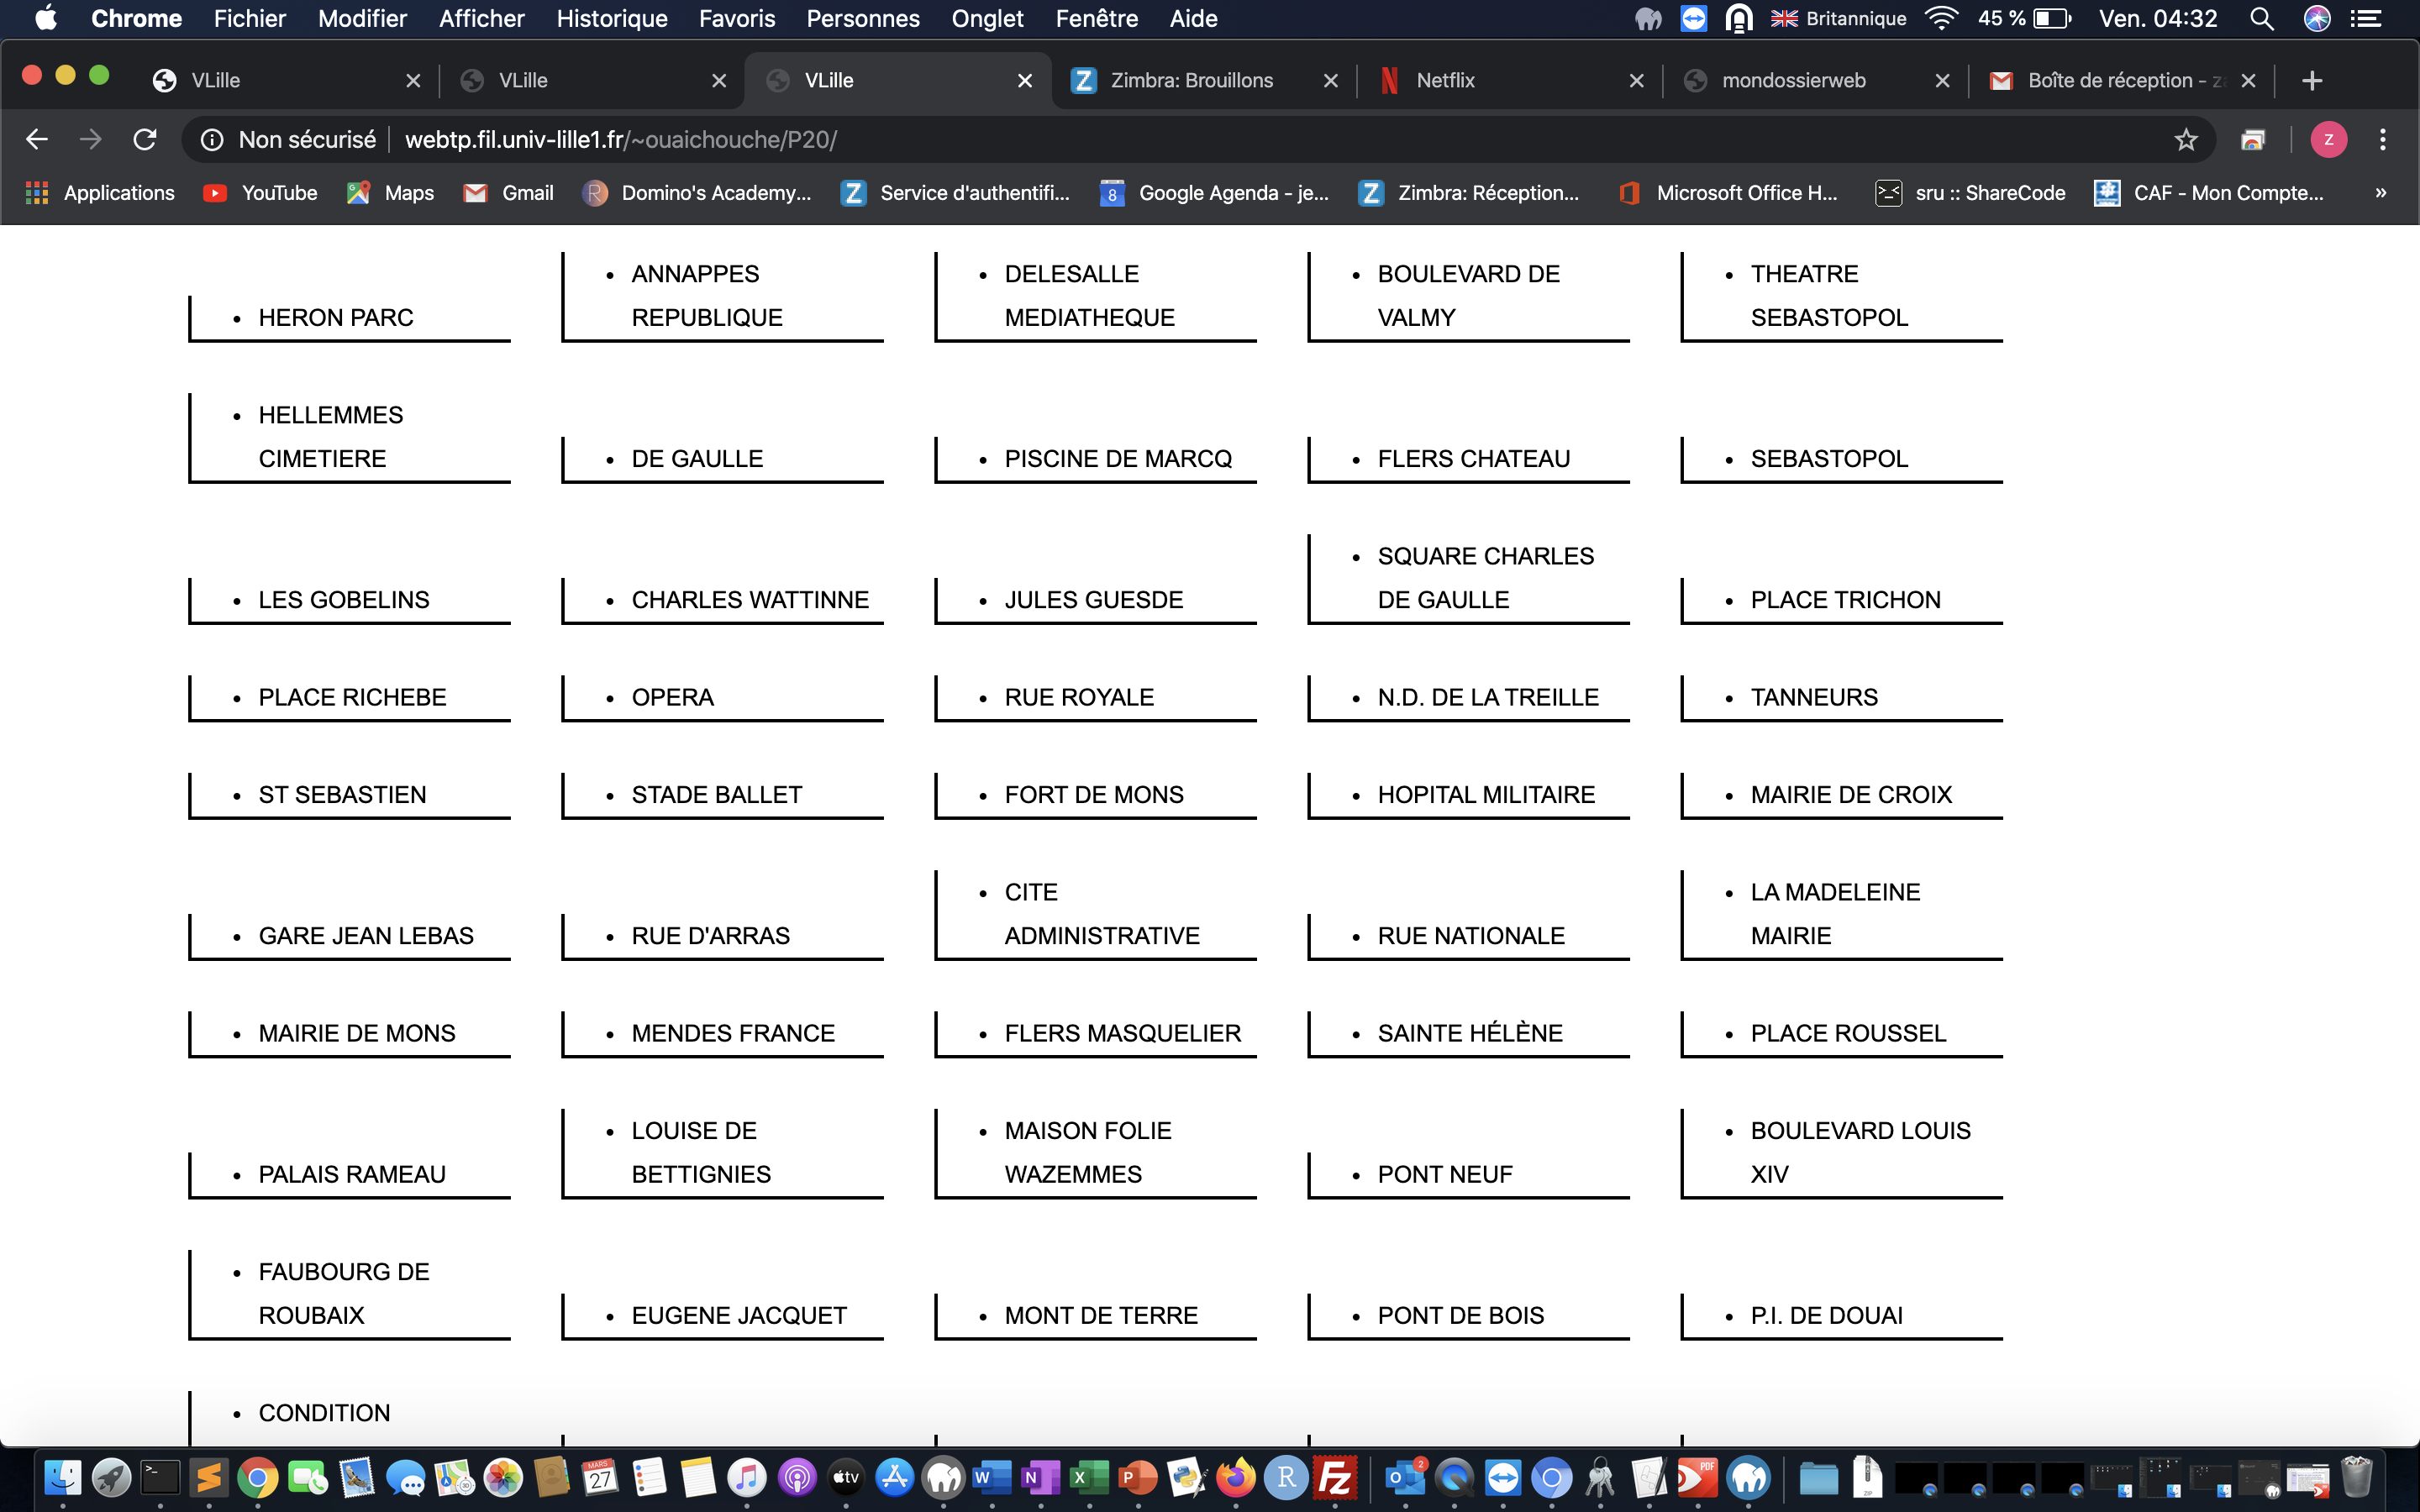 Chrome Fichier Modifier Afficher Historique Favoris Personnes Onglet Fenêtre Aide Britannique 45 % Ven. 04:32
VLille VLille VLille Zimbra: Brouillons Netflix mondossierweb Boîte de réception - z
Non sécurisé webtp.fil.univ-lille1.fr/~ouaichouche/P20/ z
Applications YouTube Maps Gmail Domino's Academy... Service d'authentifi... Google Agenda - je... Zimbra: Réception... Microsoft Office H... sru :: ShareCode CAF - Mon Compte... »
• HERON PARC
• ANNAPPES
REPUBLIQUE
• DELESALLE
MEDIATHEQUE
• BOULEVARD DE
VALMY
• THEATRE
SEBASTOPOL
• HELLEMMES
CIMETIERE
• DE GAULLE
• PISCINE DE MARCQ
• FLERS CHATEAU
• SEBASTOPOL
• LES GOBELINS
• CHARLES WATTINNE
• JULES GUESDE
• SQUARE CHARLES
DE GAULLE
• PLACE TRICHON
• PLACE RICHEBE
• OPERA
• RUE ROYALE
• N.D. DE LA TREILLE
• TANNEURS
• ST SEBASTIEN
• STADE BALLET
• FORT DE MONS
• HOPITAL MILITAIRE
• MAIRIE DE CROIX
• GARE JEAN LEBAS
• RUE D'ARRAS
• CITE
ADMINISTRATIVE
• RUE NATIONALE
• LA MADELEINE
MAIRIE
• MAIRIE DE MONS
• MENDES FRANCE
• FLERS MASQUELIER
• SAINTE HÉLÈNE
• PLACE ROUSSEL
• PALAIS RAMEAU
• LOUISE DE
BETTIGNIES
• MAISON FOLIE
WAZEMMES
• PONT NEUF
• BOULEVARD LOUIS
XIV
• FAUBOURG DE
ROUBAIX
• EUGENE JACQUET
• MONT DE TERRE
• PONT DE BOIS
• P.I. DE DOUAI
• CONDITION
MARS
27
tv
W N X P R Fz O 2 PDF ZIP